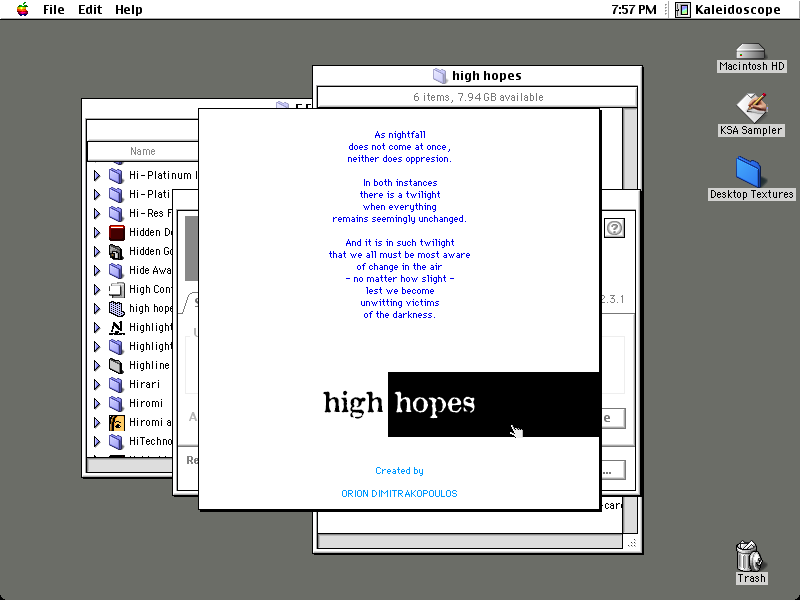 File Edit Help
7:57 PM
Kaleidoscope
high hopes
6 items, 7.94 GB available
Macintosh HD
KSA Sampler
Desktop Textures
Name
Hi-Platinum
Hi-Plati
Hi-Res F
Hidden De
Hidden Go
Hide Awa
High Con
high hope
Highlight
Highlight
Highline
Hirari
Hiromi
Hiromi a
HiTechno
As nightfall
does not come at once,
neither does oppresion.
In both instances
there is a twilight
when everything
remains seemingly unchanged.
And it is in such twilight
that we all must be most aware
of change in the air
- no matter how slight -
lest we become
unwitting victims
of the darkness.
2.3.1
high hopes
Created by
ORION DIMITRAKOPOULOS
Re
e
...
-care
Trash